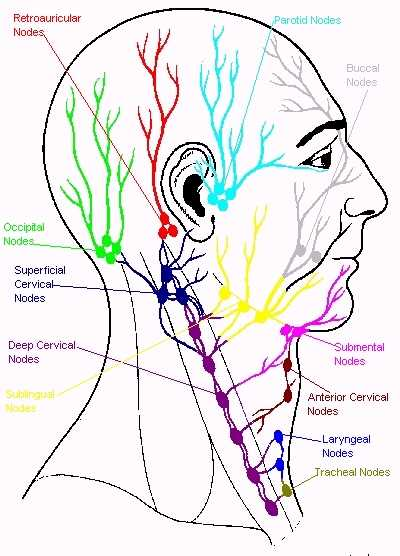 Retroauricular
Nodes
Parotid Nodes
Buccal
Nodes
Occipital
Nodes
Superficial
Cervical
Nodes
Deep Cervical
Nodes
Submental
Nodes
Sublingual
Nodes
Anterior Cervical
Nodes
Laryngeal
Nodes
Tracheal Nodes